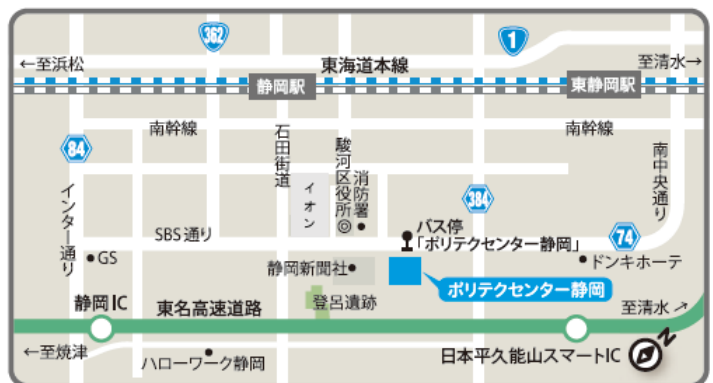 362
1
←至浜松
東海道本線
至清水→
静岡駅
東静岡駅
南幹線
石田街道
南幹線
84
駿河区役所◎
消防署
南中央通り
インター通り
イオン
384
SBS通り
バス停
「ポリテクセンター静岡」
74
GS
静岡新聞社
ドンキホーテ
ポリテクセンター静岡
静岡IC
東名高速道路
登呂遺跡
至清水↗
←至焼津
ハローワーク静岡
日本平久能山スマートIC
N